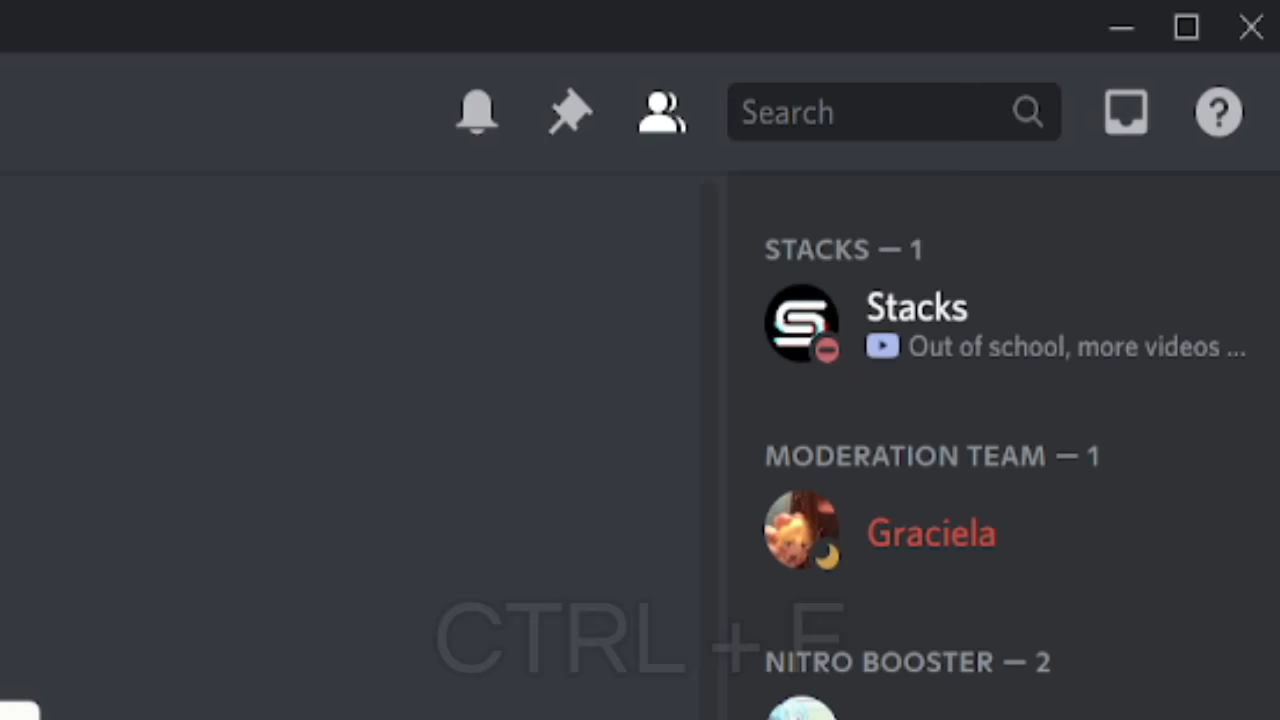 Search
STACKS — 1
Stacks
Out of school, more videos ...
MODERATION TEAM — 1
Graciela
CTRL + F
NITRO BOOSTER — 2